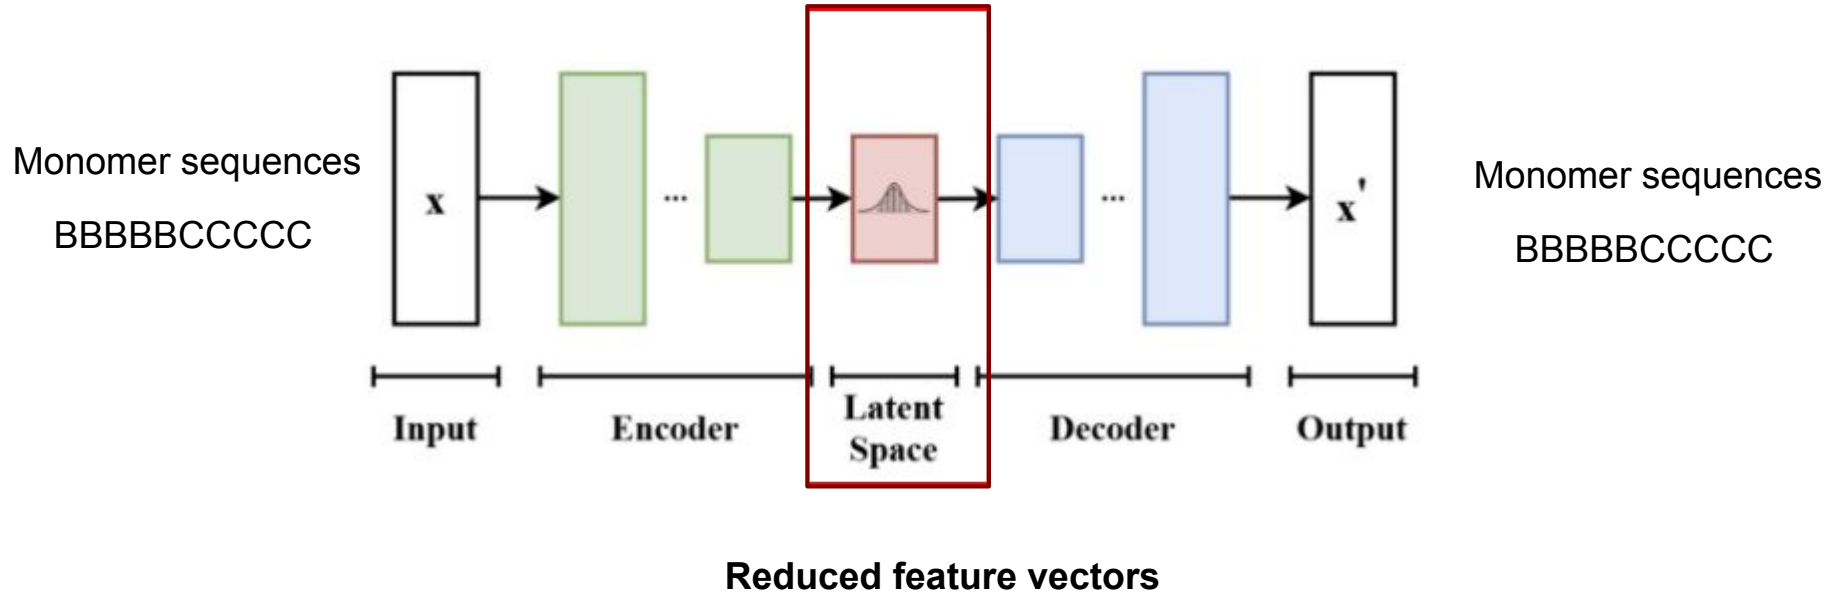 Monomer sequences
BBBBBCCCCC
x
...
...
x'
Monomer sequences
BBBBBCCCCC
Input
Encoder
Latent
Space
Decoder
Output
Reduced feature vectors